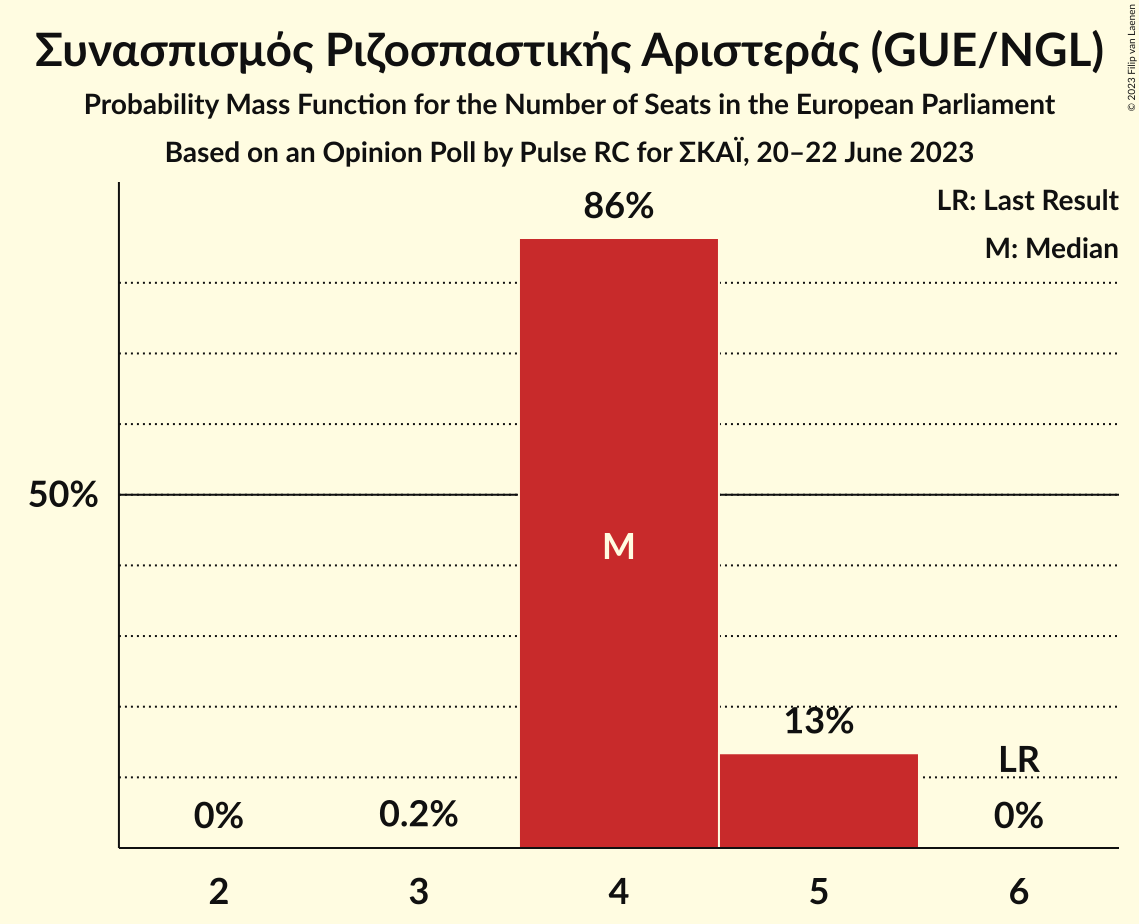 Συνασπισμός Ριζοσπαστικής Αριστεράς (GUE/NGL)
Probability Mass Function for the Number of Seats in the European Parliament
Based on an Opinion Poll by Pulse RC for ΣΚΑΪ, 20–22 June 2023
© 2023 Filip van Laenen
LR: Last Result
M: Median
86%
50%
M
13%
LR
0%
0.2%
0%
2
3
4
5
6